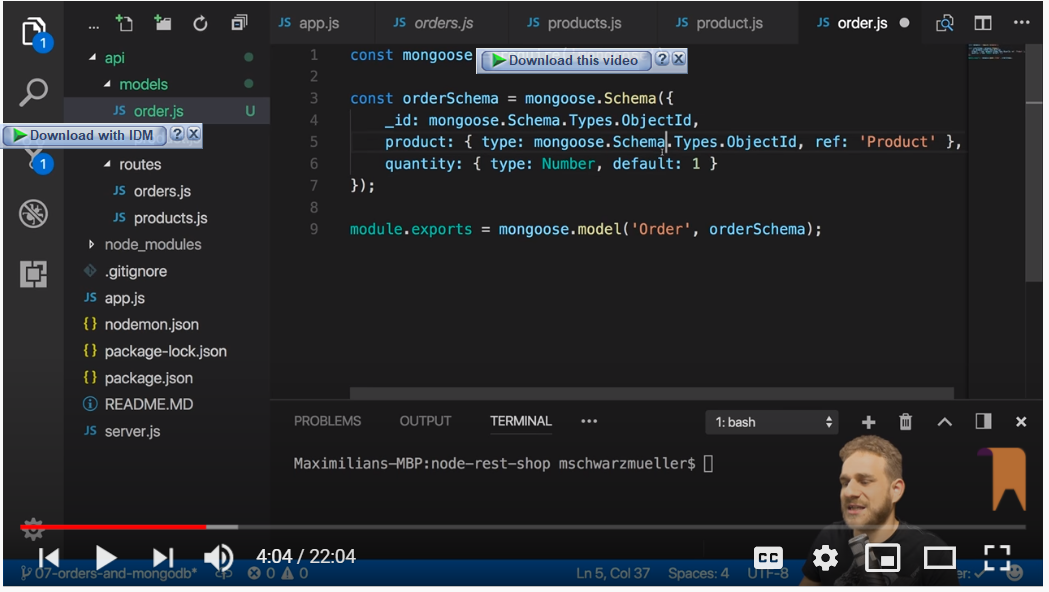 JS app.js
JS orders.js
JS products.js
JS product.js
JS order.js ●
...
1
api
models
JS order.js U
Download with IDM ? X
1
routes
JS orders.js
JS products.js
node_modules
.gitignore
JS app.js
{} nodemon.json
{} package-lock.json
{} package.json
README.MD
JS server.js
1 const mongoose
Download this video ? X
2
3 const orderSchema = mongoose.Schema({
4 _id: mongoose.Schema.Types.ObjectId,
5 product: { type: mongoose.Schema.Types.ObjectId, ref: 'Product' },
6 quantity: { type: Number, default: 1 }
7 });
8
9 module.exports = mongoose.model('Order', orderSchema);
PROBLEMS OUTPUT TERMINAL ... 1: bash
Maximilians-MBP:node-rest-shop mschwarzmueller$
4:04 / 22:04
CC
07-orders-and-mongodb* 0 0 Ln 5, Col 37 Spaces: 4 UTF-8